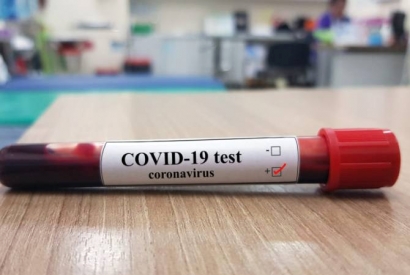 COVID-19 test
coronavirus
- ☐
+ ☑